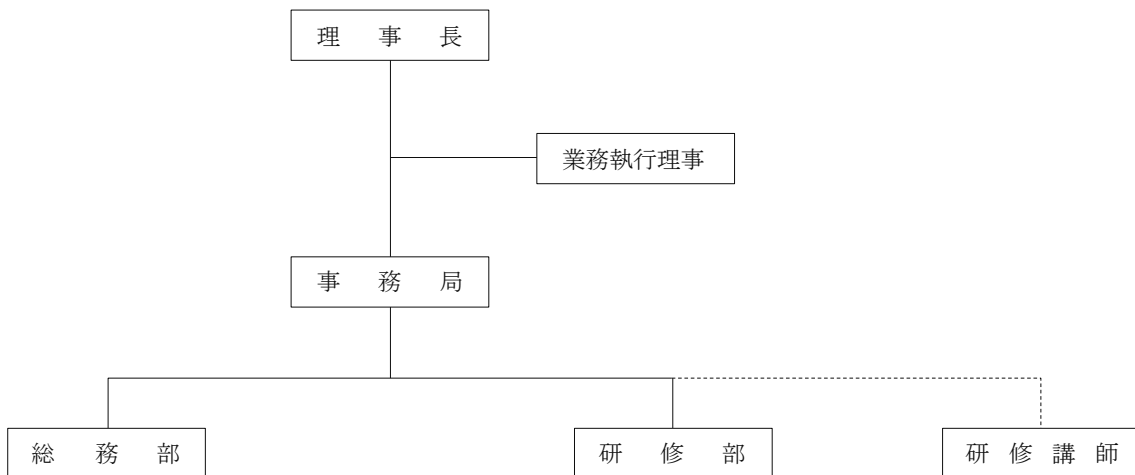 理事長
業務執行理事
事務局
総務部
研修部
研修講師